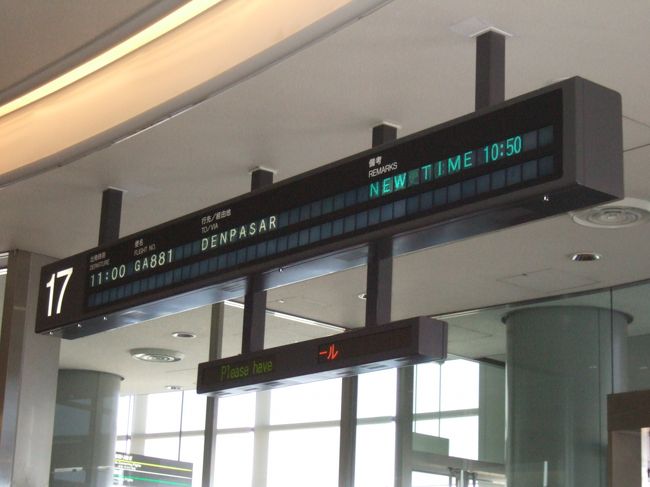 17
出発時刻 便名 行先／経由地 備考
DEPARTURE FLIGHT NO. TO/VIA REMARKS
11:00 GA881 DENPASAR NEW TIME 10:50
Please have ール